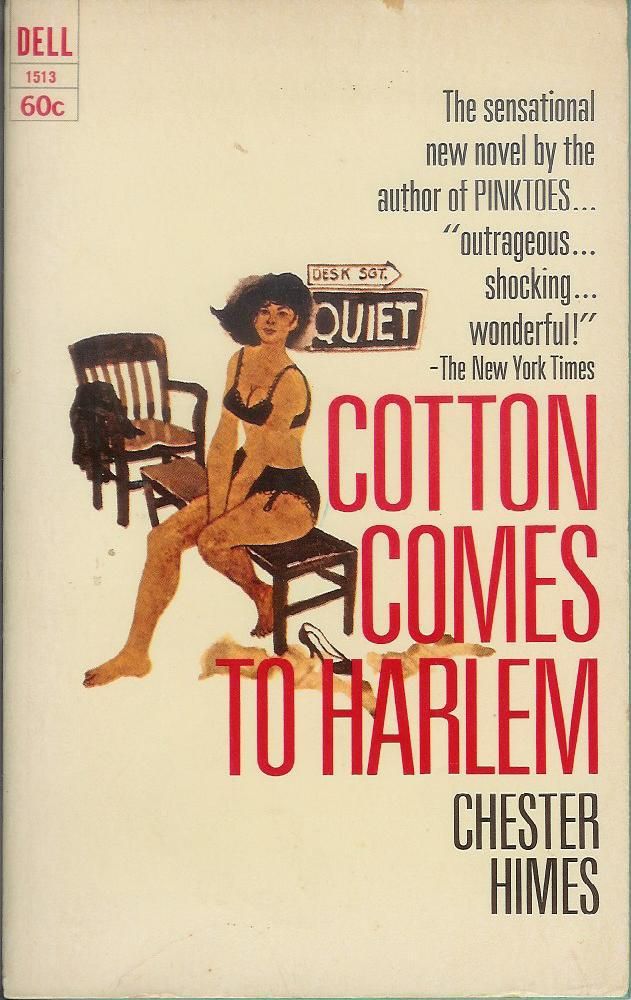 DELL
1513
60c
The sensational
new novel by the
author of PINKTOES...
"outrageous...
shocking...
wonderful!"
-The New York Times
DESK SGT.
QUIET
COTTON
COMES
TO HARLEM
CHESTER
HIMES